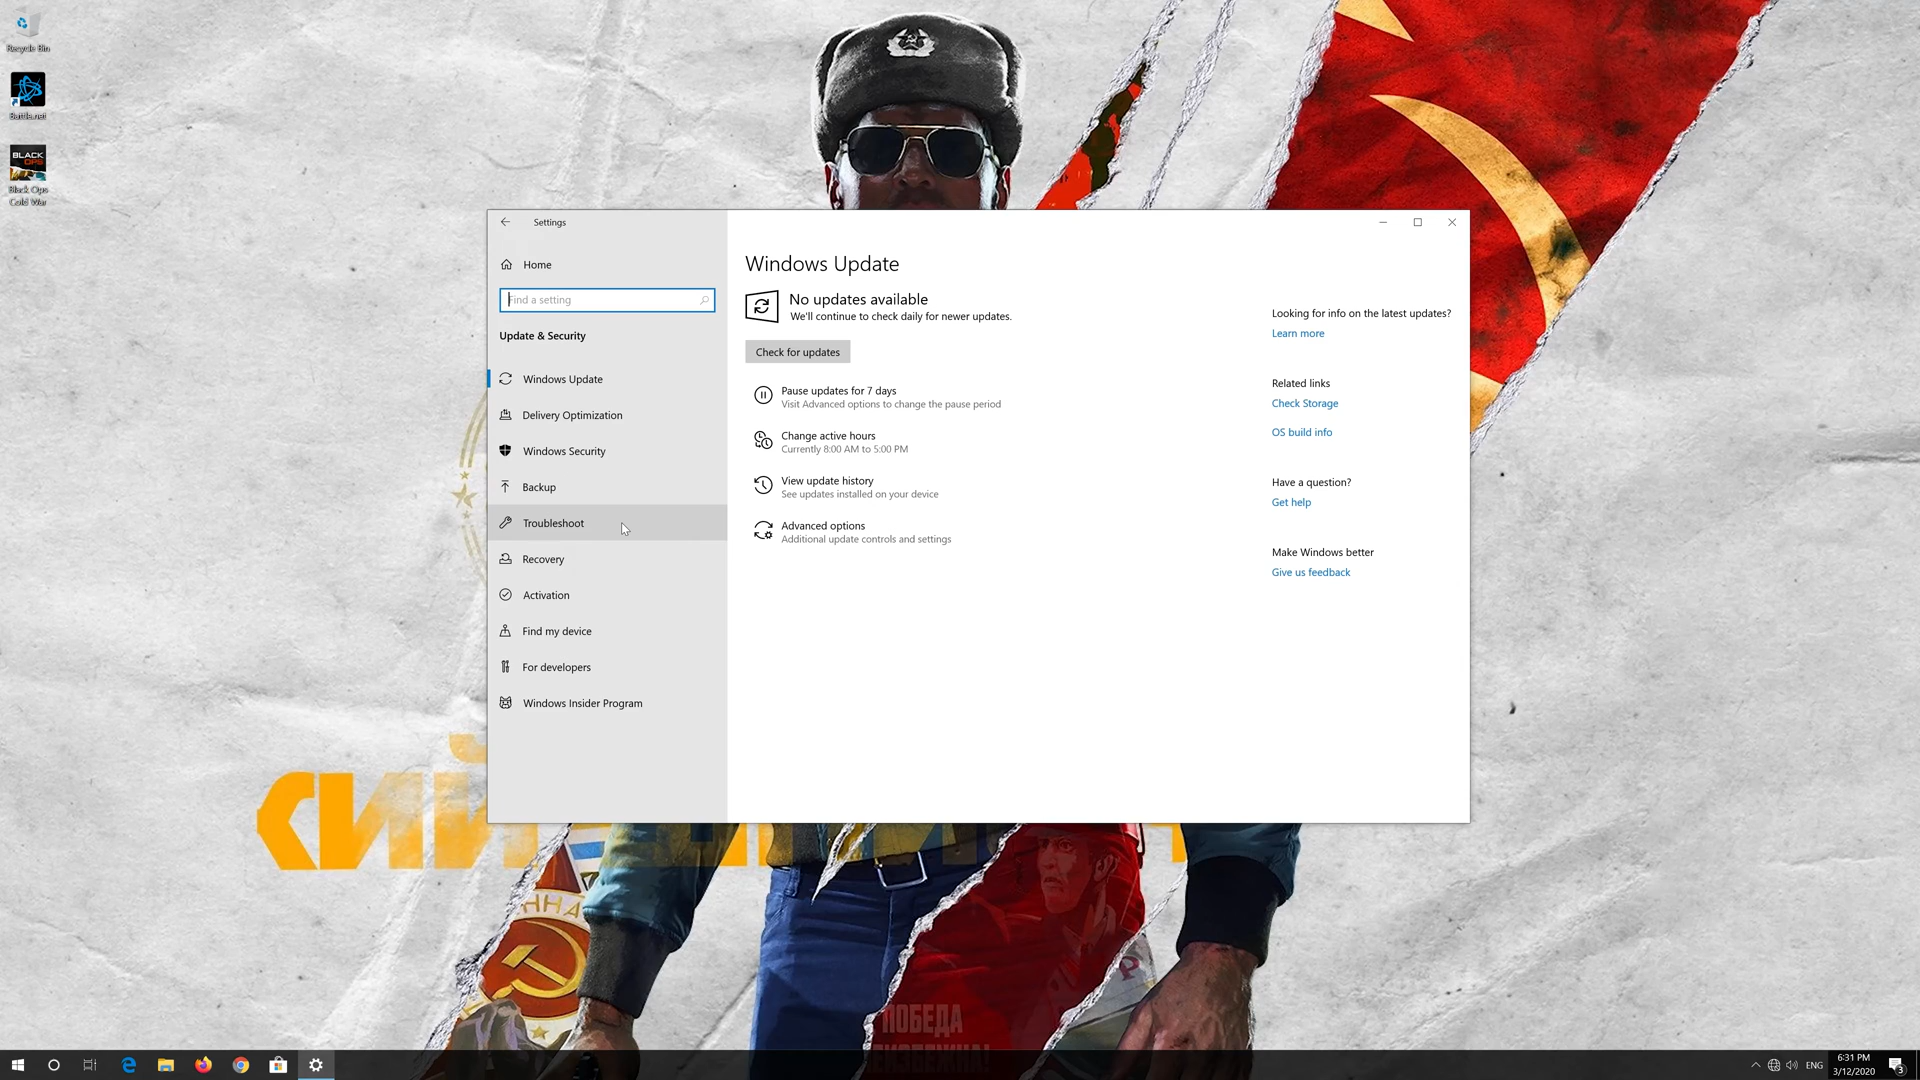 Recycle Bin
Battle.net
BLACK
OPS
Black Ops
Cold War
Settings
Home
Find a setting
Update & Security
Windows Update
Delivery Optimization
Windows Security
Backup
Troubleshoot
Recovery
Activation
Find my device
For developers
Windows Insider Program
Windows Update
No updates available
We'll continue to check daily for newer updates.
Check for updates
Pause updates for 7 days
Visit Advanced options to change the pause period
Change active hours
Currently 8:00 AM to 5:00 PM
View update history
See updates installed on your device
Advanced options
Additional update controls and settings
Looking for info on the latest updates?
Learn more
Related links
Check Storage
OS build info
Have a question?
Get help
Make Windows better
Give us feedback
ПОБЕДА
ENG
6:31 PM
3/12/2020
3